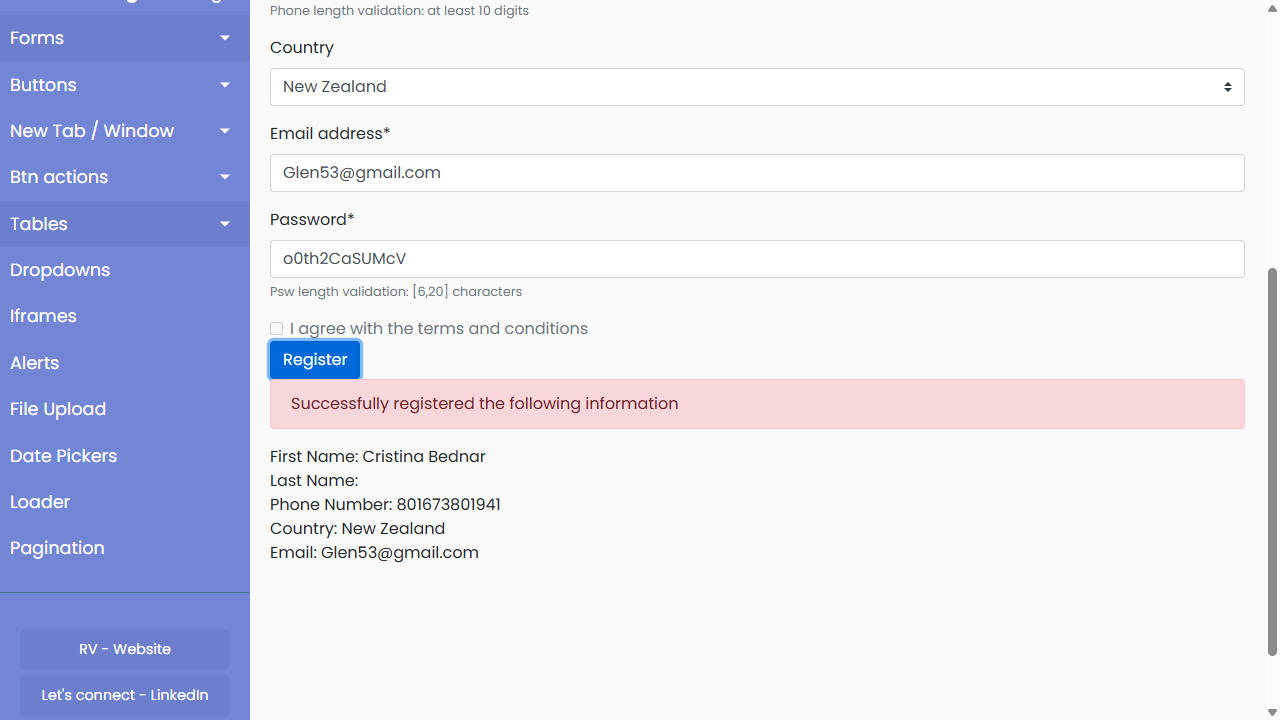 Phone length validation: at least 10 digits
Forms
Country
Buttons
New Zealand
New Tab / Window
Email address*
Btn actions
Glen53@gmail.com
Tables
Password*
Dropdowns
o0th2CaSUMcV
Psw length validation: [6,20] characters
Iframes
I agree with the terms and conditions
Alerts
Register
File Upload
Successfully registered the following information
Date Pickers
First Name: Cristina Bednar
Last Name:
Loader
Phone Number: 801673801941
Pagination
Country: New Zealand
Email: Glen53@gmail.com
RV - Website
Let's connect - LinkedIn